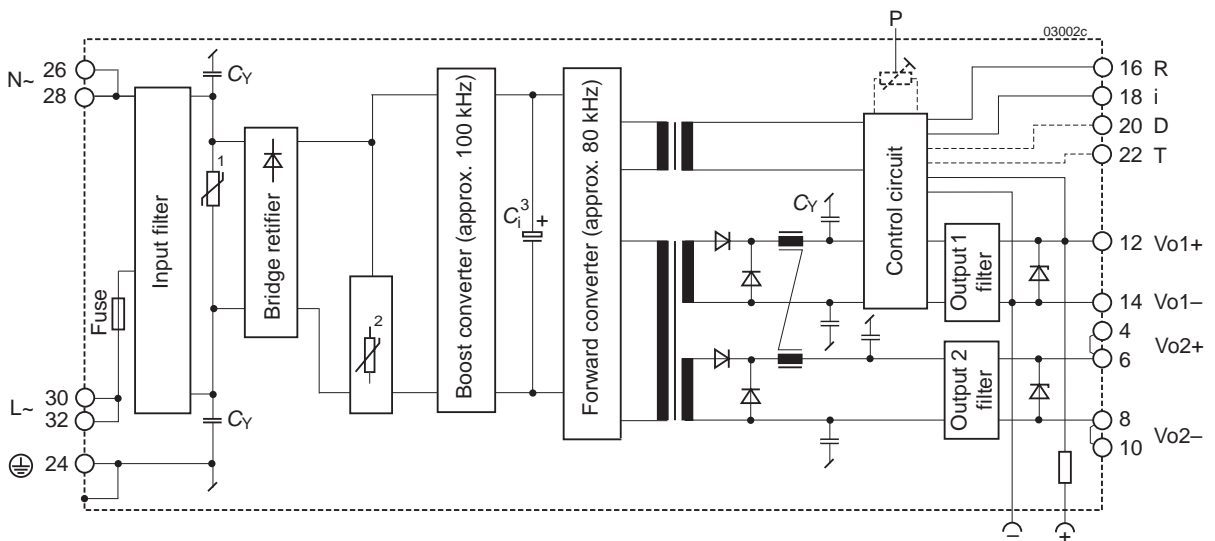 P
03002c
N~
26
28
CY
Input filter
1
Bridge retifier
2
Boost converter (approx. 100 kHz)
Ci3
+
Forward converter (approx. 80 kHz)
Control circuit
CY
16 R
18 i
20 D
22 T
Output 1
filter
12 Vo1+
14 Vo1–
4
Vo2+
6
Output 2
filter
8
Vo2–
10
Fuse
L~
30
32
CY
24
–
+